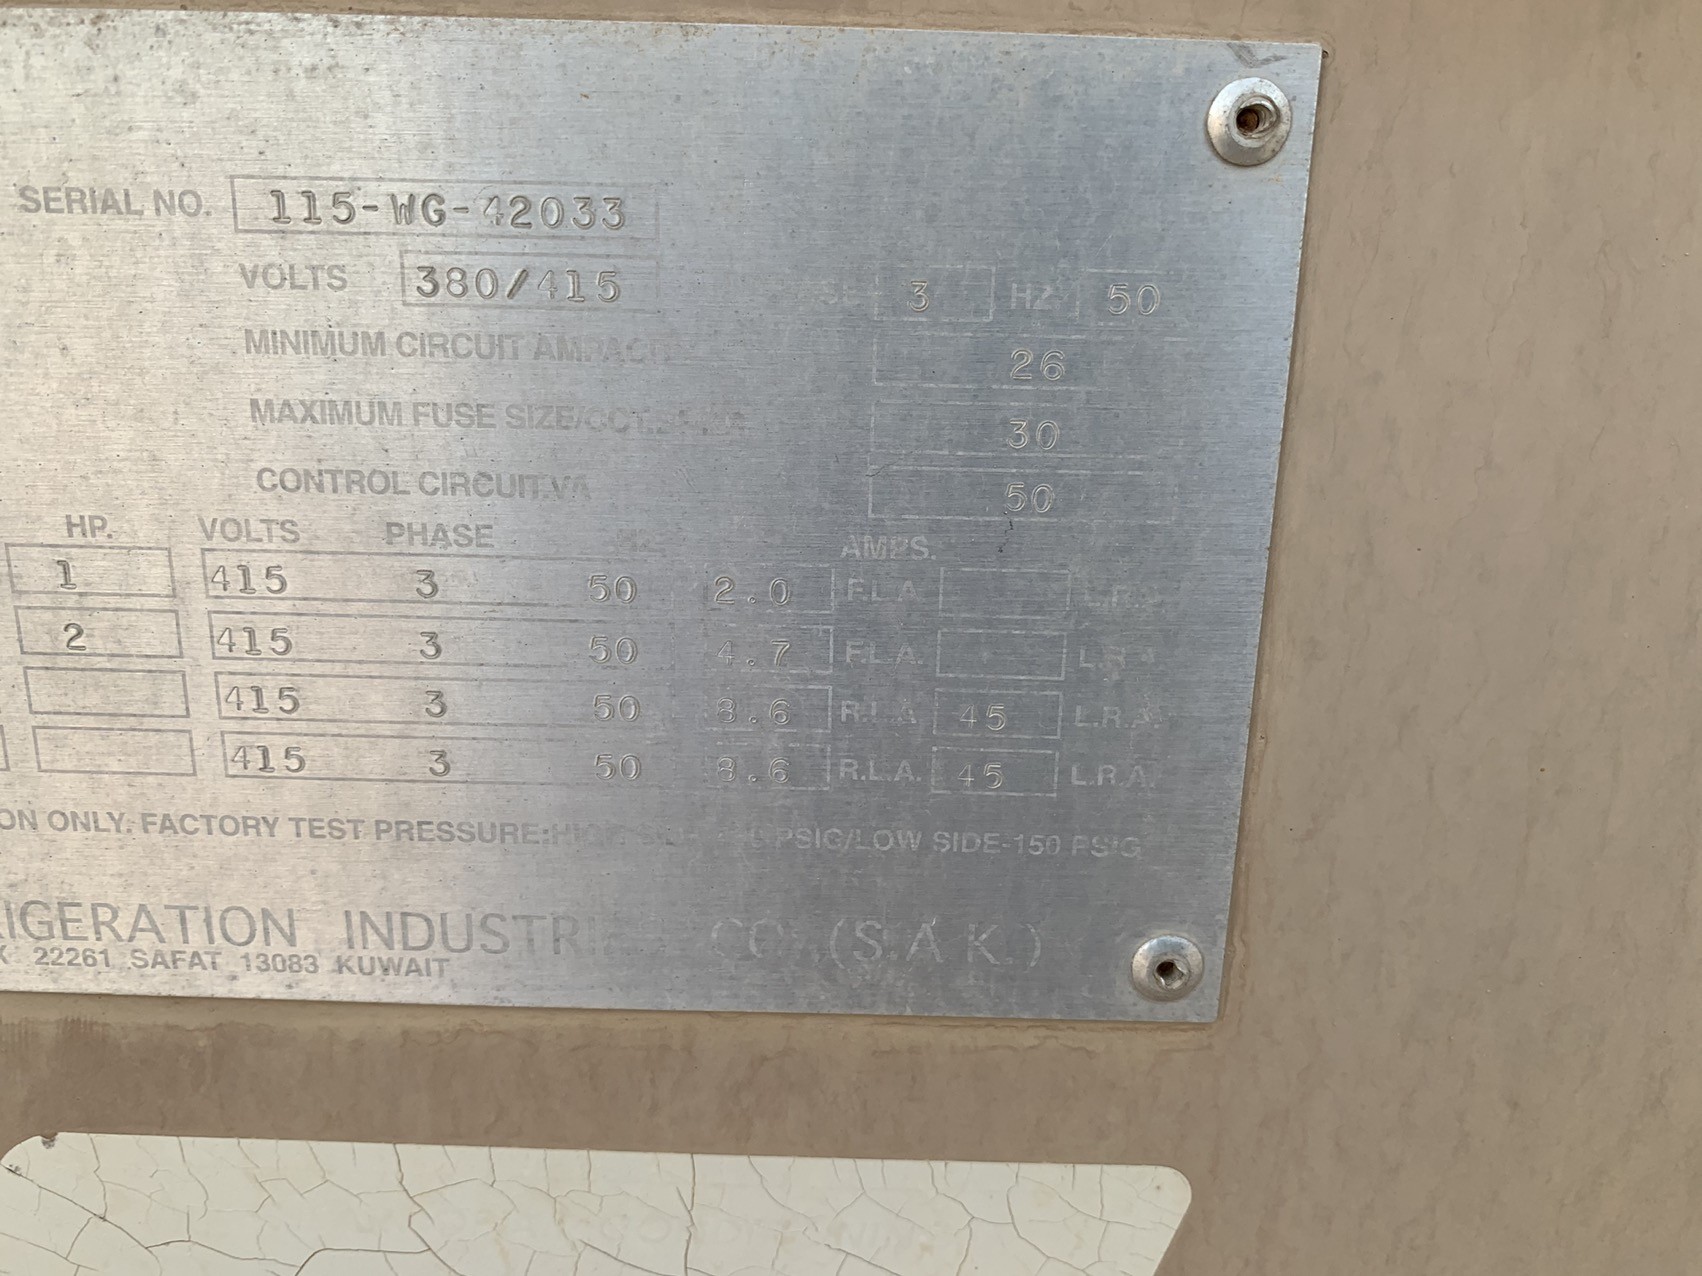 SERIAL NO. 115-WG-42033
VOLTS 380/415 3 HZ 50
MINIMUM CIRCUIT 26
MAXIMUM FUSE 30
CONTROL CIRCUIT.VA 50
HP. VOLTS PHASE AMPS.
1 415 3 50 2.0 F.L.A.
2 415 3 50 4.7 F.L.A. L.R.A.
415 3 50 8.6 R.L.A. 45 L.R.A.
415 3 50 8.6 R.L.A. 45 L.R.A.
ONLY. FACTORY TEST PRESSURE: PSIG/LOW SIDE-150 PSIG
CO.,(S.A.K.)
22261 SAFAT 13083 KUWAIT